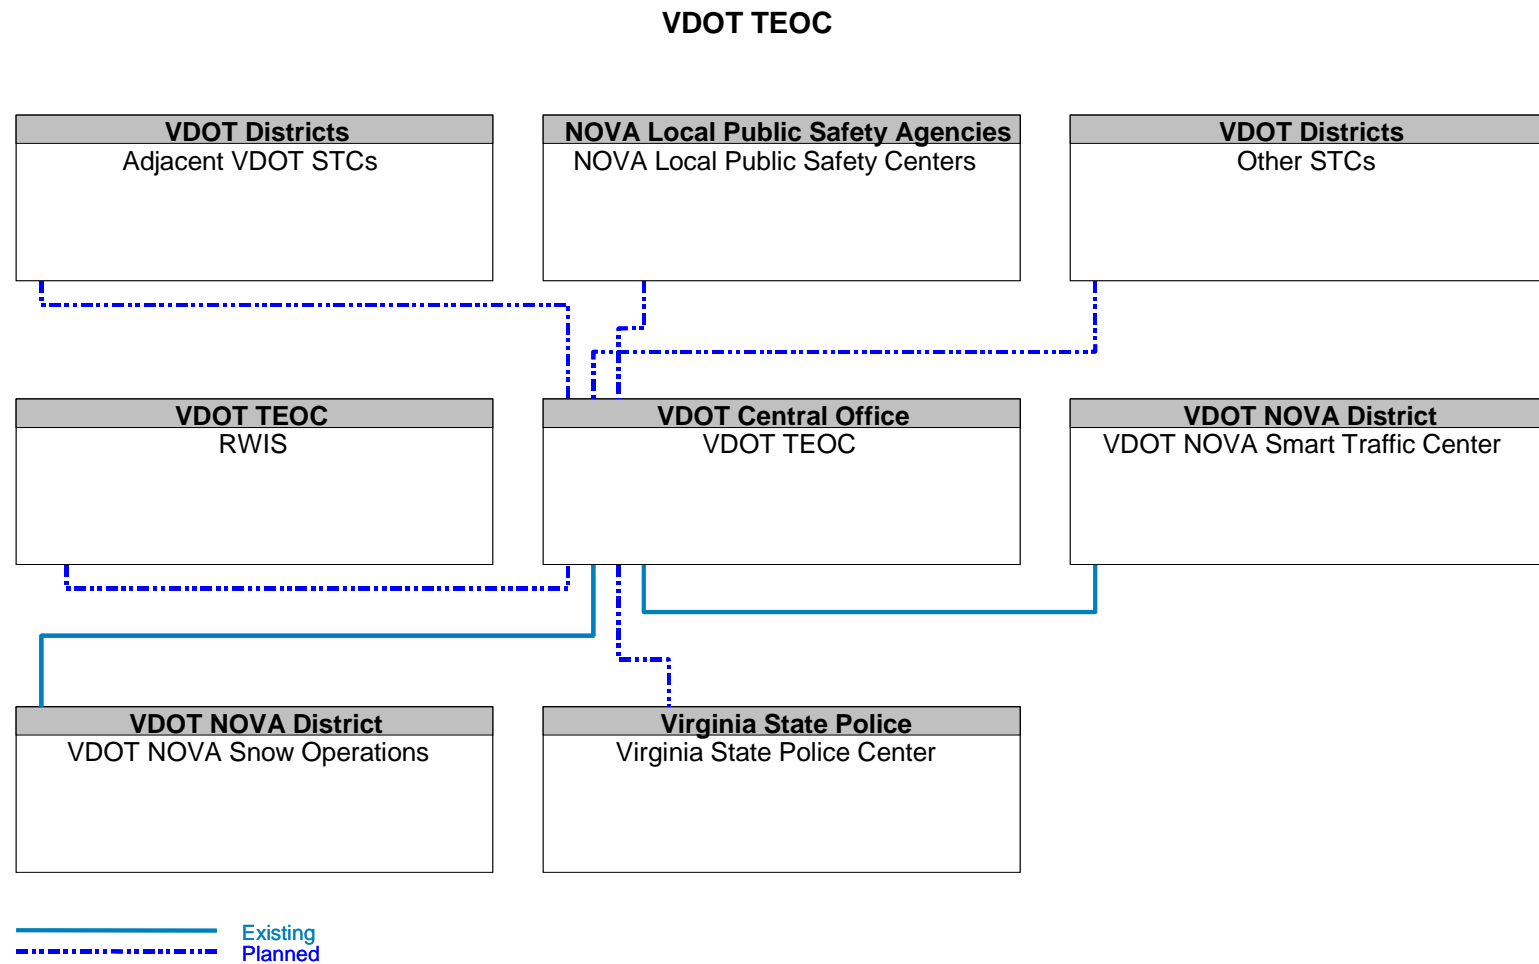 VDOT TEOC
VDOT Districts
Adjacent VDOT STCs
NOVA Local Public Safety Agencies
NOVA Local Public Safety Centers
VDOT Districts
Other STCs
VDOT TEOC
RWIS
VDOT Central Office
VDOT TEOC
VDOT NOVA District
VDOT NOVA Smart Traffic Center
VDOT NOVA District
VDOT NOVA Snow Operations
Virginia State Police
Virginia State Police Center
Existing
Planned